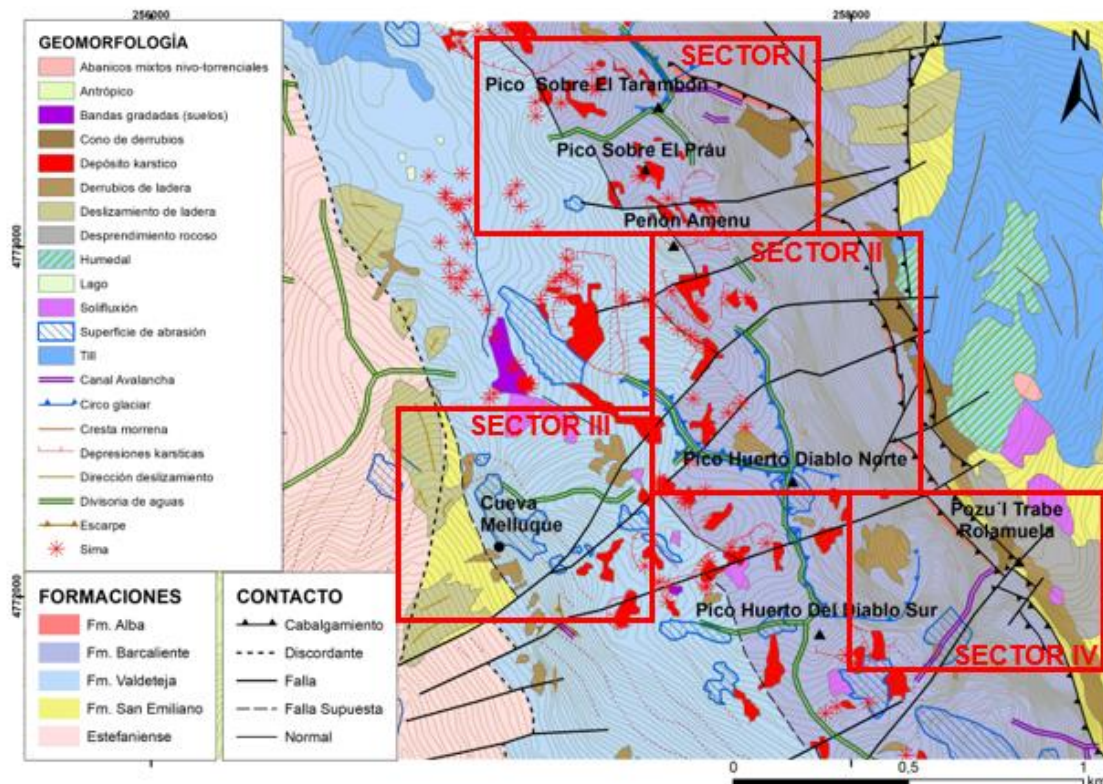 256000
258000
GEOMORFOLOGÍA
Abanicos mixtos nivo-torrenciales
Antrópico
Bandas gradadas (suelos)
Cono de derrubios
Depósito karstico
Derrubios de ladera
Deslizamiento de ladera
Desprendimiento rocoso
Humedal
Lago
Solifluxión
Superficie de abrasión
Till
Canal Avalancha
Circo glaciar
Cresta morrena
Depresiones karsticas
Dirección deslizamiento
Divisoria de aguas
Escarpe
Sima
FORMACIONES
Fm. Alba
Fm. Barcaliente
Fm. Valdeteja
Fm. San Emiliano
Estefaniense
CONTACTO
Cabalgamiento
Discordante
Falla
Falla Supuesta
Normal
4773000
4772000
N
SECTOR I
Pico Sobre El Tarambón
Pico Sobre El Práu
Peñón Amenu
SECTOR II
SECTOR III
Pico Huerto Diablo Norte
Cueva
Melluque
Pozu´l Trabe
Rolamuela
Pico Huerto Del Diablo Sur
SECTOR IV
0
0,5
1
km